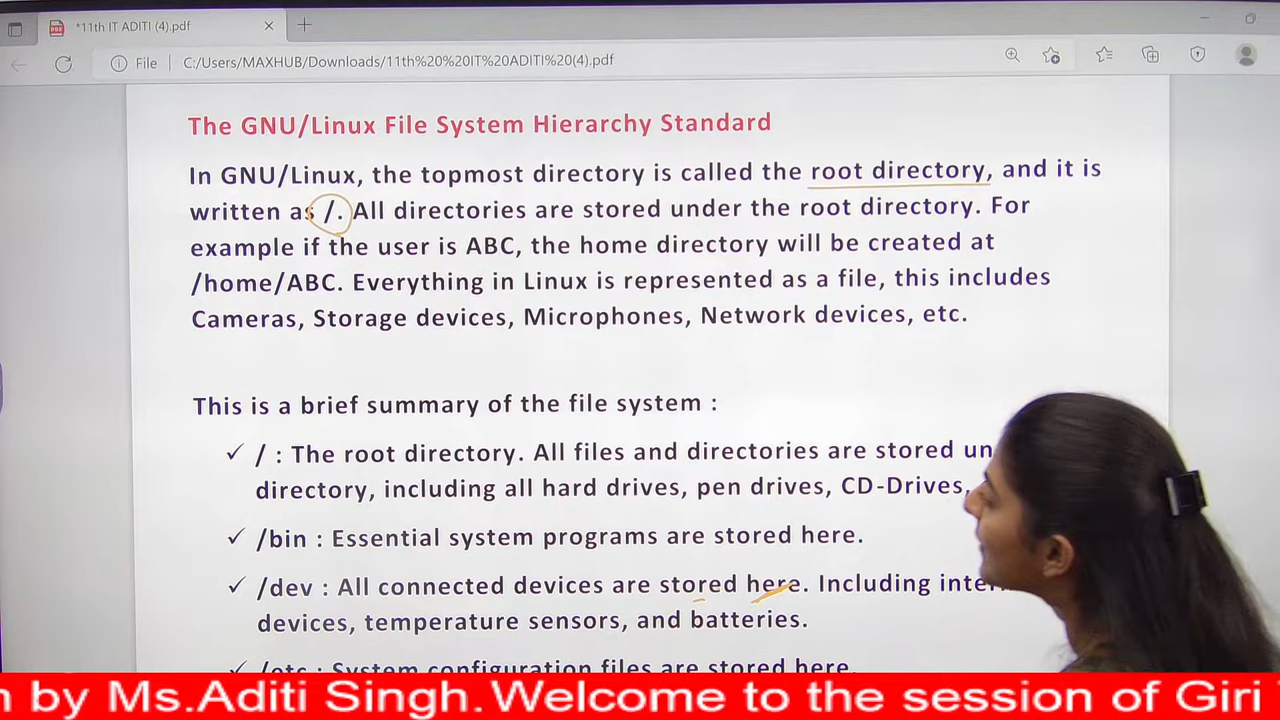 *11th IT ADITI (4).pdf
File
C:/Users/MAXHUB/Downloads/11th%20%20IT%20ADITI%20(4).pdf
The GNU/Linux File System Hierarchy Standard
In GNU/Linux, the topmost directory is called the root directory, and it is
written as /. All directories are stored under the root directory. For
example if the user is ABC, the home directory will be created at
/home/ABC. Everything in Linux is represented as a file, this includes
Cameras, Storage devices, Microphones, Network devices, etc.
This is a brief summary of the file system :
✓ / : The root directory. All files and directories are stored
directory, including all hard drives, pen drives, CD-Drives,
✓ /bin : Essential system programs are stored here.
✓ /dev : All connected devices are stored here. Including
devices, temperature sensors, and batteries.
✓ /etc : System configuration files are stored here.
by Ms.Aditi Singh.Welcome to the session of Giri